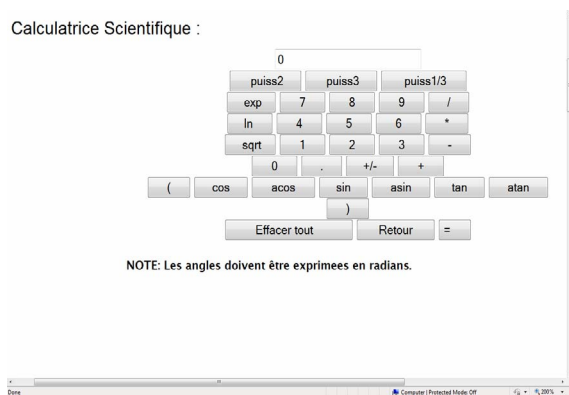 Calculatrice Scientifique :
0
puiss2 puiss3 puiss1/3
exp 7 8 9 /
ln 4 5 6 *
sqrt 1 2 3 -
0 . +/- +
( cos acos sin asin tan atan
)
Effacer tout Retour =
NOTE: Les angles doivent être exprimees en radians.
Done Computer | Protected Mode: Off 200%